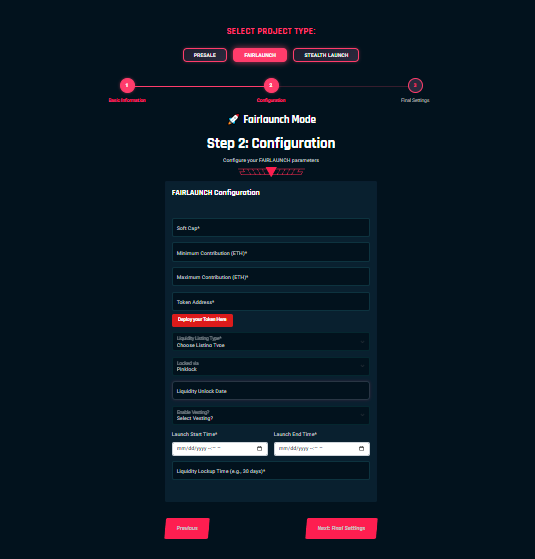 SELECT PROJECT TYPE:
PRESALE FAIRLAUNCH STEALTH LAUNCH
1 2 3
Basic Information Configuration Final Settings
🚀 Fairlaunch Mode
Step 2: Configuration
Configure your FAIRLAUNCH parameters
FAIRLAUNCH Configuration
Soft Cap*
Minimum Contribution (ETH)*
Maximum Contribution (ETH)*
Token Address*
Deploy your Token Here
Liquidity Listing Type*
Choose Listing Type
Locked via
Pinklock
Liquidity Unlock Date
Enable Vesting?
Select Vesting?
Launch Start Time* Launch End Time*
mm/dd/yyyy --:-- -- mm/dd/yyyy --:-- --
Liquidity Lockup Time (e.g., 30 days)*
Previous Next: Final Settings